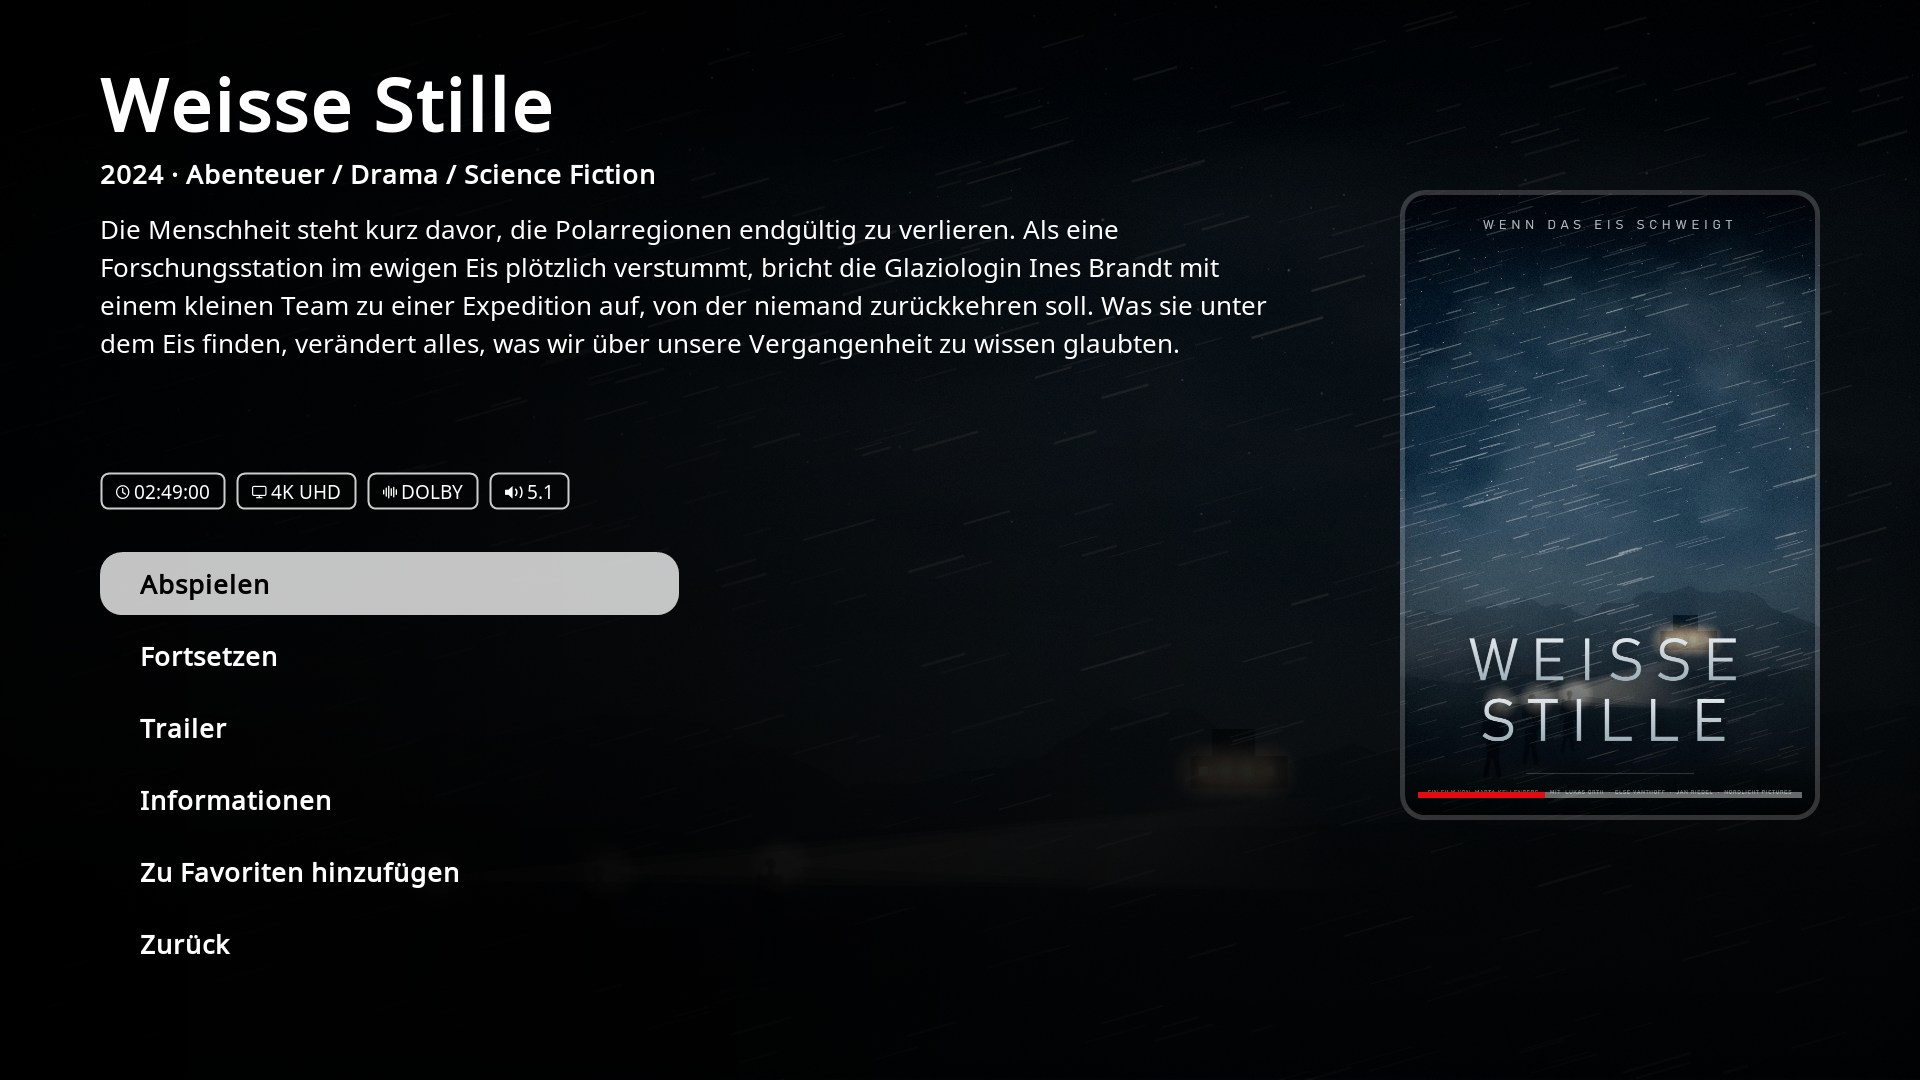 Weisse Stille
2024 · Abenteuer / Drama / Science Fiction
Die Menschheit steht kurz davor, die Polarregionen endgültig zu verlieren. Als eine
Forschungsstation im ewigen Eis plötzlich verstummt, bricht die Glaziologin Ines Brandt mit
einem kleinen Team zu einer Expedition auf, von der niemand zurückkehren soll. Was sie unter
dem Eis finden, verändert alles, was wir über unsere Vergangenheit zu wissen glaubten.
02:49:00
4K UHD
DOLBY
5.1
Abspielen
Fortsetzen
Trailer
Informationen
Zu Favoriten hinzufügen
Zurück
WENN DAS EIS SCHWEIGT
WEISSE
STILLE